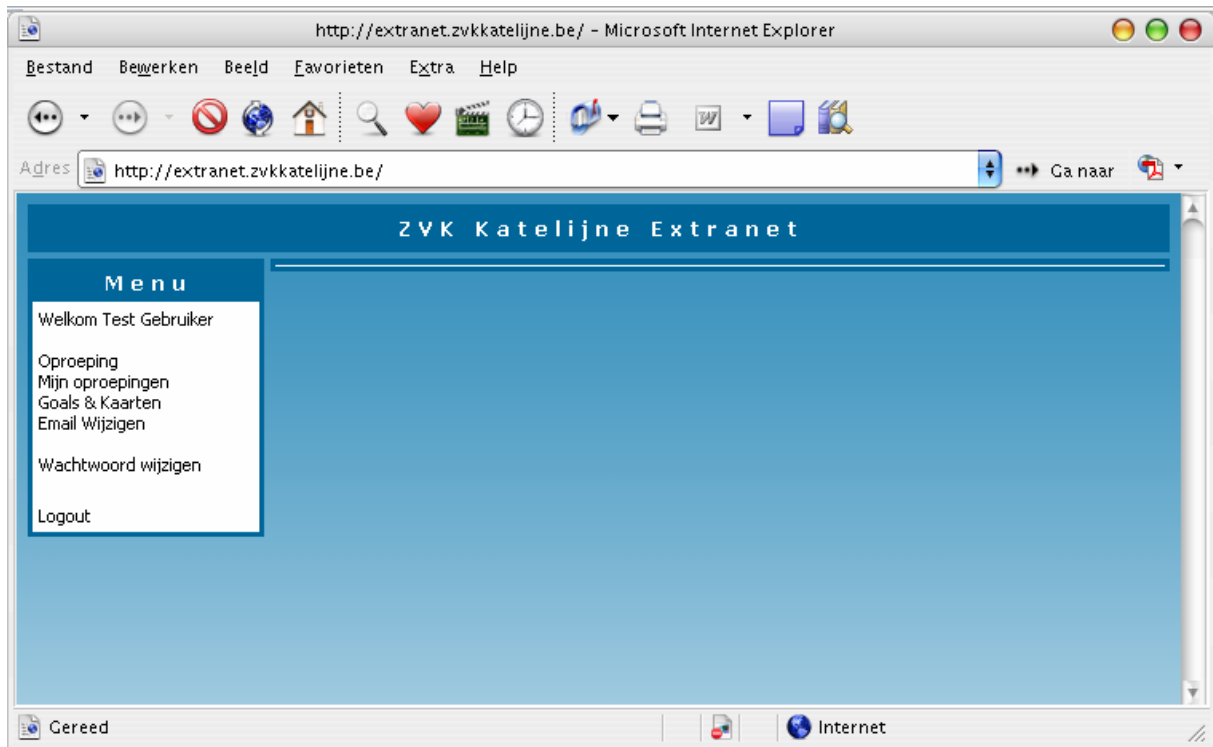 http://extranet.zvkkatelijne.be/ - Microsoft Internet Explorer
Bestand Bewerken Beeld Favorieten Extra Help
W
Adres http://extranet.zvkkatelijne.be/ Ga naar
ZVK Katelijne Extranet
Menu
Welkom Test Gebruiker
Oproeping
Mijn oproepingen
Goals & Kaarten
Email Wijzigen
Wachtwoord wijzigen
Logout
Gereed Internet